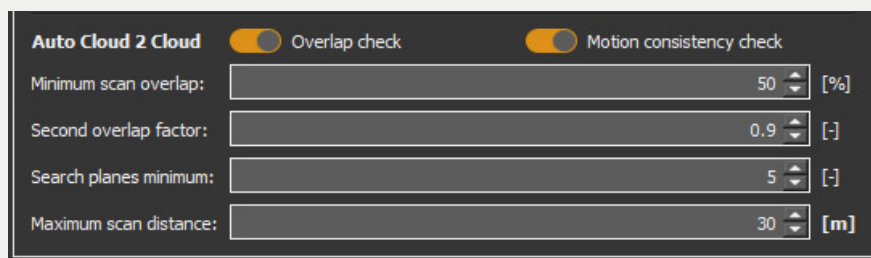 Auto Cloud 2 Cloud Overlap check Motion consistency check
Minimum scan overlap: 50 [%]
Second overlap factor: 0.9 [-]
Search planes minimum: 5 [-]
Maximum scan distance: 30 [m]